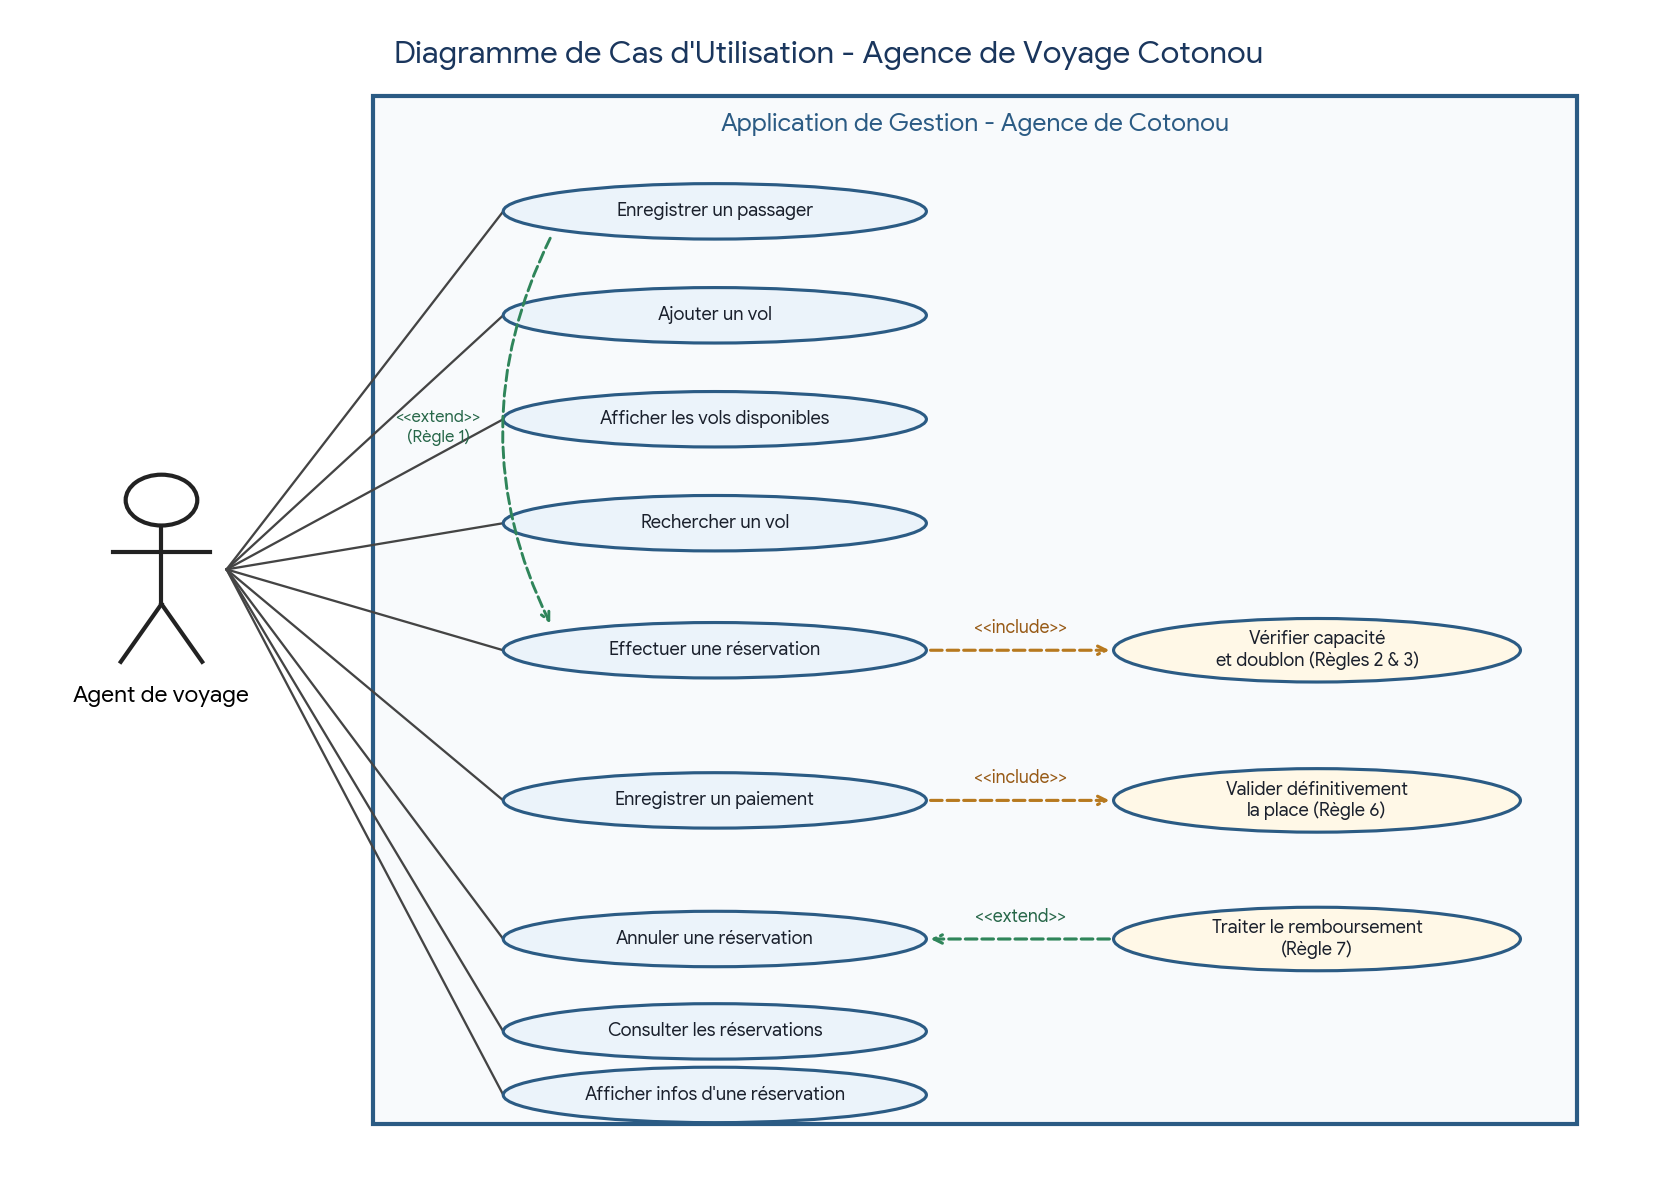 Diagramme de Cas d'Utilisation - Agence de Voyage Cotonou
Application de Gestion - Agence de Cotonou
Enregistrer un passager
Ajouter un vol
<<extend>>
(Règle 1)
Afficher les vols disponibles
Rechercher un vol
Agent de voyage
Effectuer une réservation
<<include>>
Vérifier capacité
et doublon (Règles 2 & 3)
Enregistrer un paiement
<<include>>
Valider définitivement
la place (Règle 6)
Annuler une réservation
<<extend>>
Traiter le remboursement
(Règle 7)
Consulter les réservations
Afficher infos d'une réservation